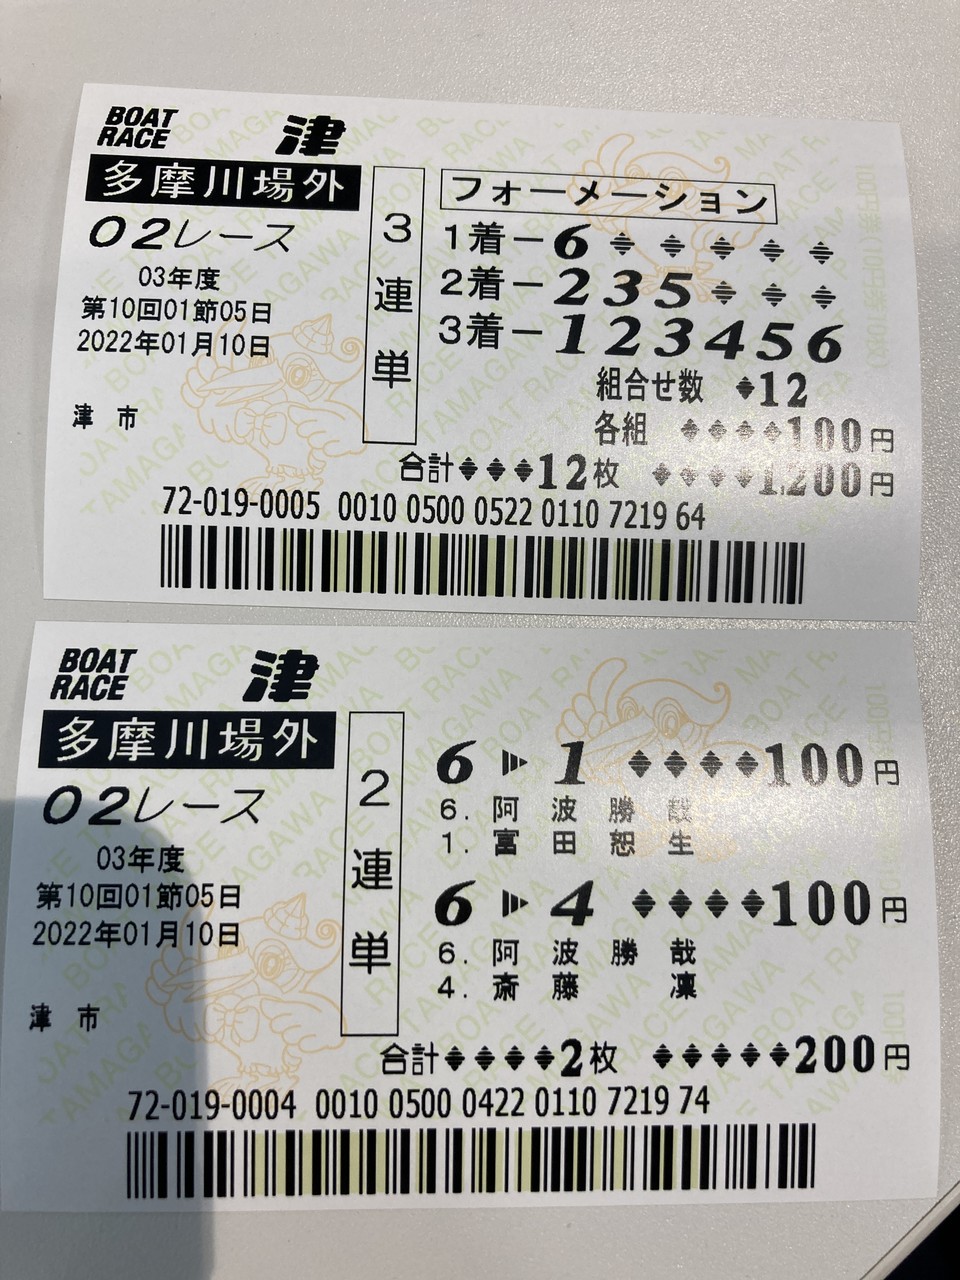 BOAT RACE 津
多摩川場外
02レース
03年度
第10回01節05日
2022年01月10日
津 市
3連単
フォーメーション
1着－6
2着－2 3 5
3着－1 2 3 4 5 6
組合せ数 12
各組 100円
合計 12枚 1,200円
72-019-0005 0010 0500 0522 0110 7219 64
BOAT RACE 津
多摩川場外
02レース
03年度
第10回01節05日
2022年01月10日
津 市
2連単
6 1 100円
6. 阿 波 勝 哉
1. 富 田 恕 生
6 4 100円
6. 阿 波 勝 哉
4. 斎 藤 凜
合計 2枚 200円
72-019-0004 0010 0500 0422 0110 7219 74